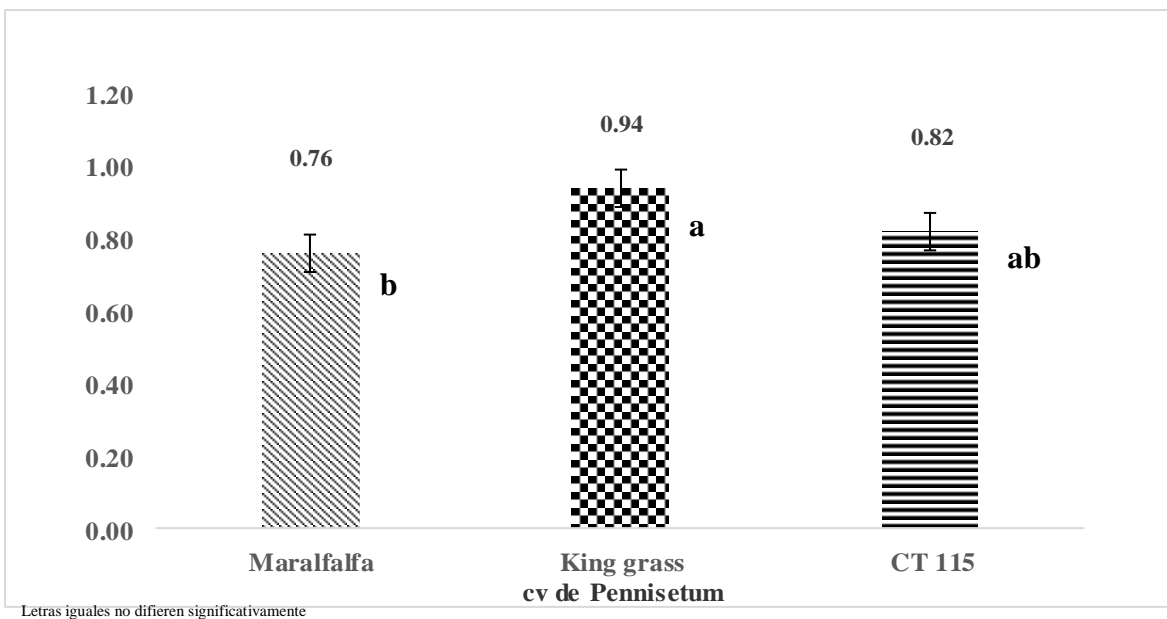 1.20
0.94
0.82
0.76
1.00
0.80
a
ab
b
0.60
0.40
0.20
0.00
Maralfalfa King grass CT 115
cv de Pennisetum
Letras iguales no difieren significativamente